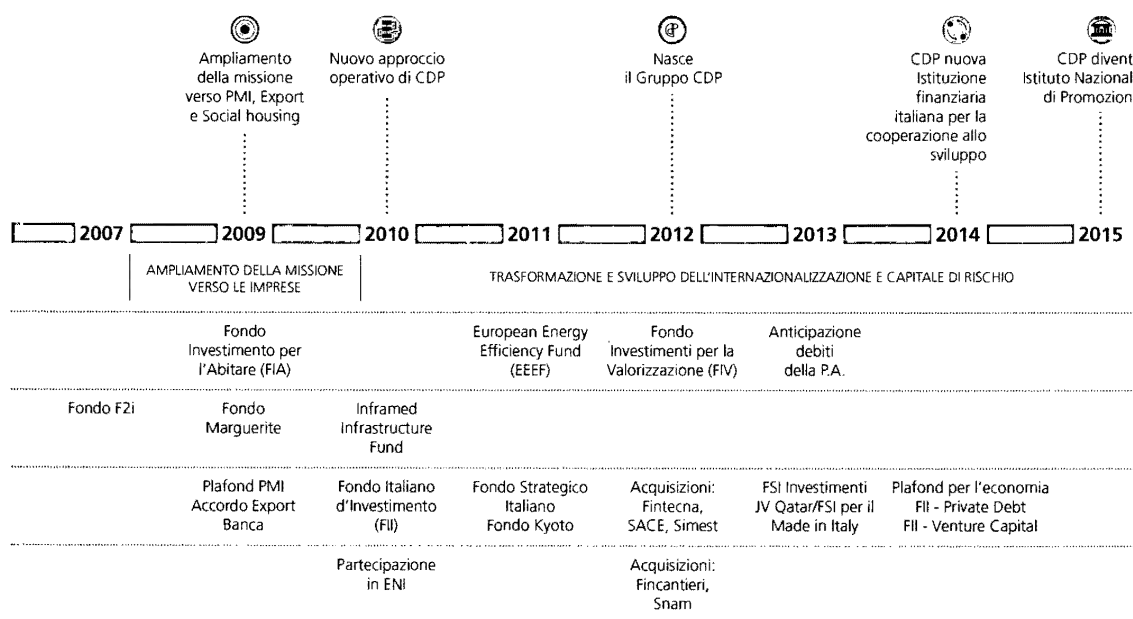 Ampliamento
della missione
verso PMI, Export
e Social housing
Nuovo approccio
operativo di CDP
Nasce
il Gruppo CDP
CDP nuova
Istituzione
finanziaria
italiana per la
cooperazione allo
sviluppo
CDP divent
Istituto Nazional
di Promozion
2007 2009 2010 2011 2012 2013 2014 2015
AMPLIAMENTO DELLA MISSIONE
VERSO LE IMPRESE
TRASFORMAZIONE E SVILUPPO DELL'INTERNAZIONALIZZAZIONE E CAPITALE DI RISCHIO
Fondo
Investimento per
l'Abitare (FIA)
European Energy
Efficiency Fund
(EEEF)
Fondo
Investimenti per la
Valorizzazione (FIV)
Anticipazione
debiti
della P.A.
Fondo F2i
Fondo
Marguerite
Inframed
Infrastructure
Fund
Plafond PMI
Accordo Export
Banca
Fondo Italiano
d'Investimento
(FII)
Fondo Strategico
Italiano
Fondo Kyoto
Acquisizioni:
Fintecna,
SACE, Simest
FSI Investimenti
JV Qatar/FSI per il
Made in Italy
Plafond per l'economia
FII - Private Debt
FII - Venture Capital
Partecipazione
in ENI
Acquisizioni:
Fincantieri,
Snam